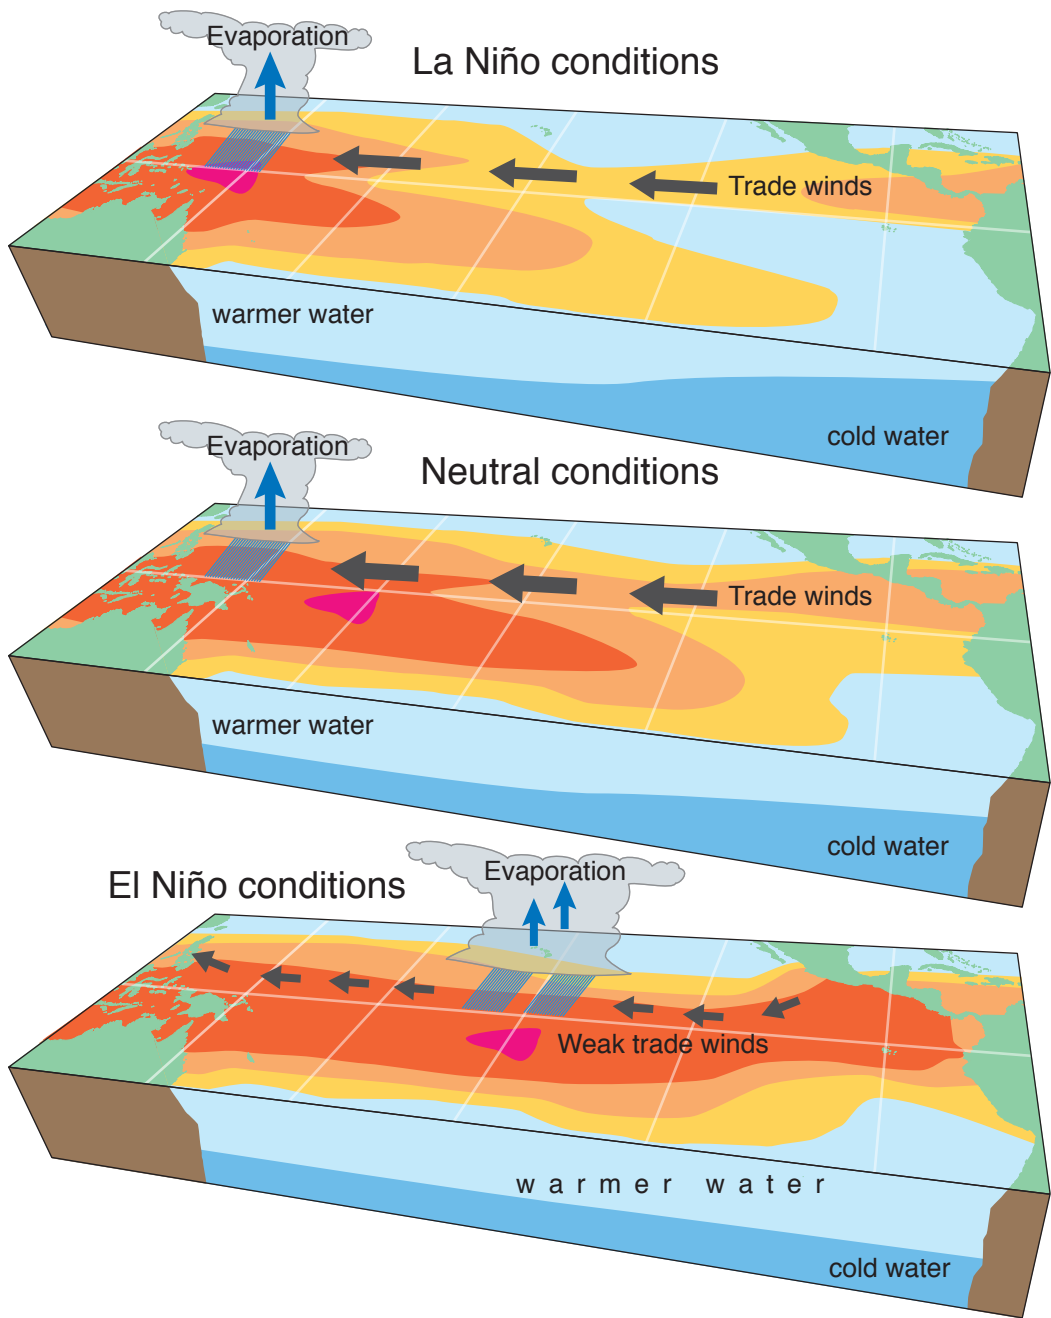 Evaporation
La Niño conditions
Trade winds
warmer water
cold water
Evaporation
Neutral conditions
Trade winds
warmer water
cold water
Evaporation
El Niño conditions
Weak trade winds
warmer water
cold water